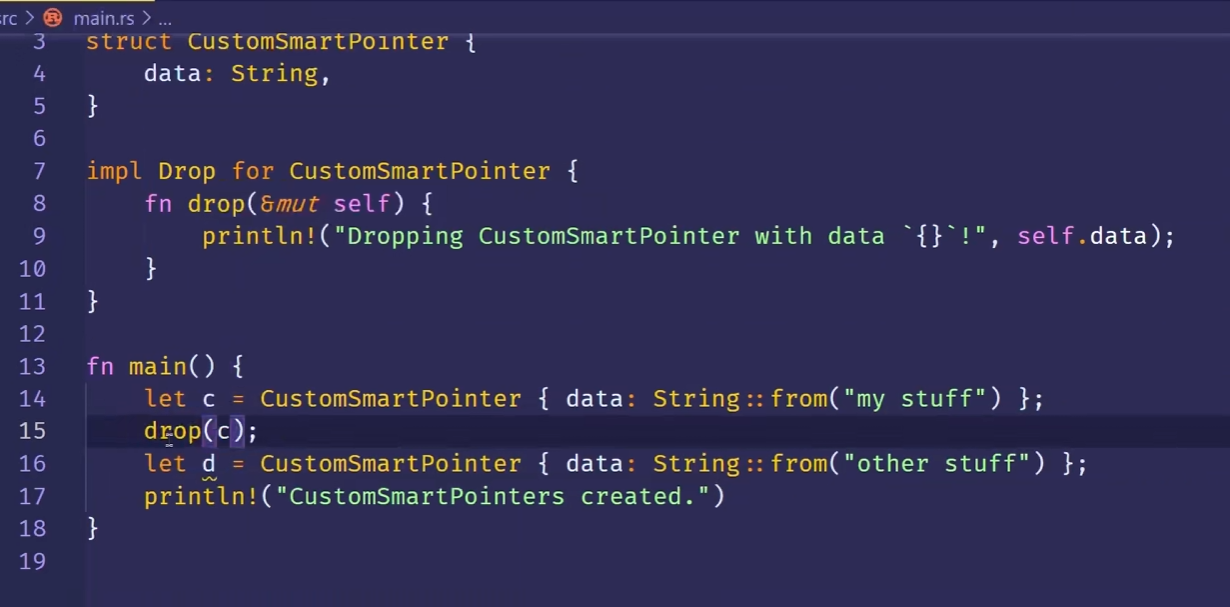 src > main.rs > ...
3 struct CustomSmartPointer {
4     data: String,
5 }
6
7 impl Drop for CustomSmartPointer {
8     fn drop(&mut self) {
9         println!("Dropping CustomSmartPointer with data `{}`!", self.data);
10     }
11 }
12
13 fn main() {
14     let c = CustomSmartPointer { data: String::from("my stuff") };
15     drop(c);
16     let d = CustomSmartPointer { data: String::from("other stuff") };
17     println!("CustomSmartPointers created.")
18 }
19